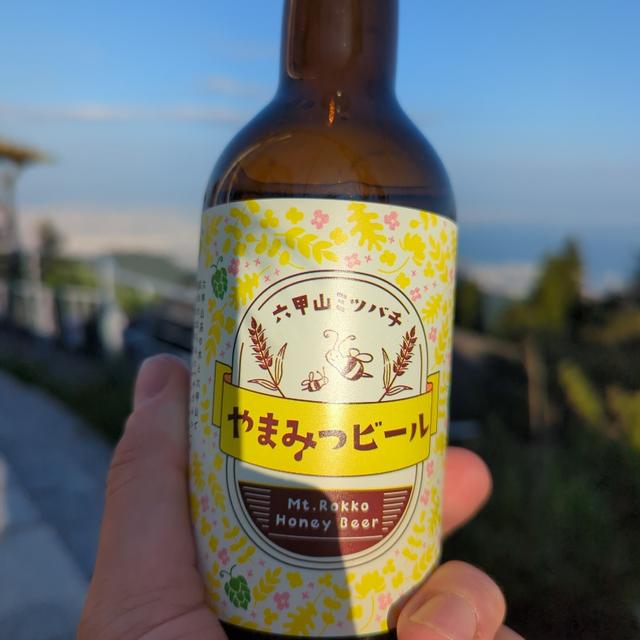 六甲山ミツバチ
やまみつビール
Mt.Rokko
Honey Beer